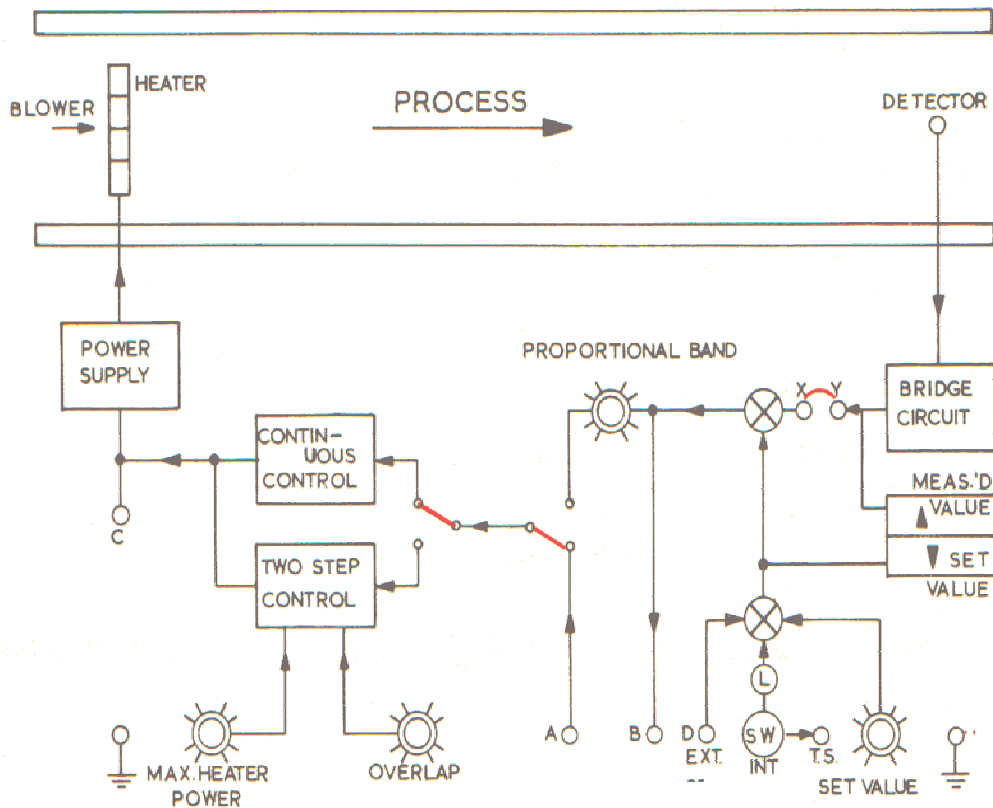 HEATER
BLOWER
PROCESS
DETECTOR
POWER
SUPPLY
PROPORTIONAL BAND
X Y
BRIDGE
CIRCUIT
CONTIN-
UOUS
CONTROL
MEAS.'D
VALUE
C
TWO STEP
CONTROL
SET
VALUE
L
A
B
D
SW
EXT.
INT
T.S.
MAX. HEATER
POWER
OVERLAP
SET VALUE